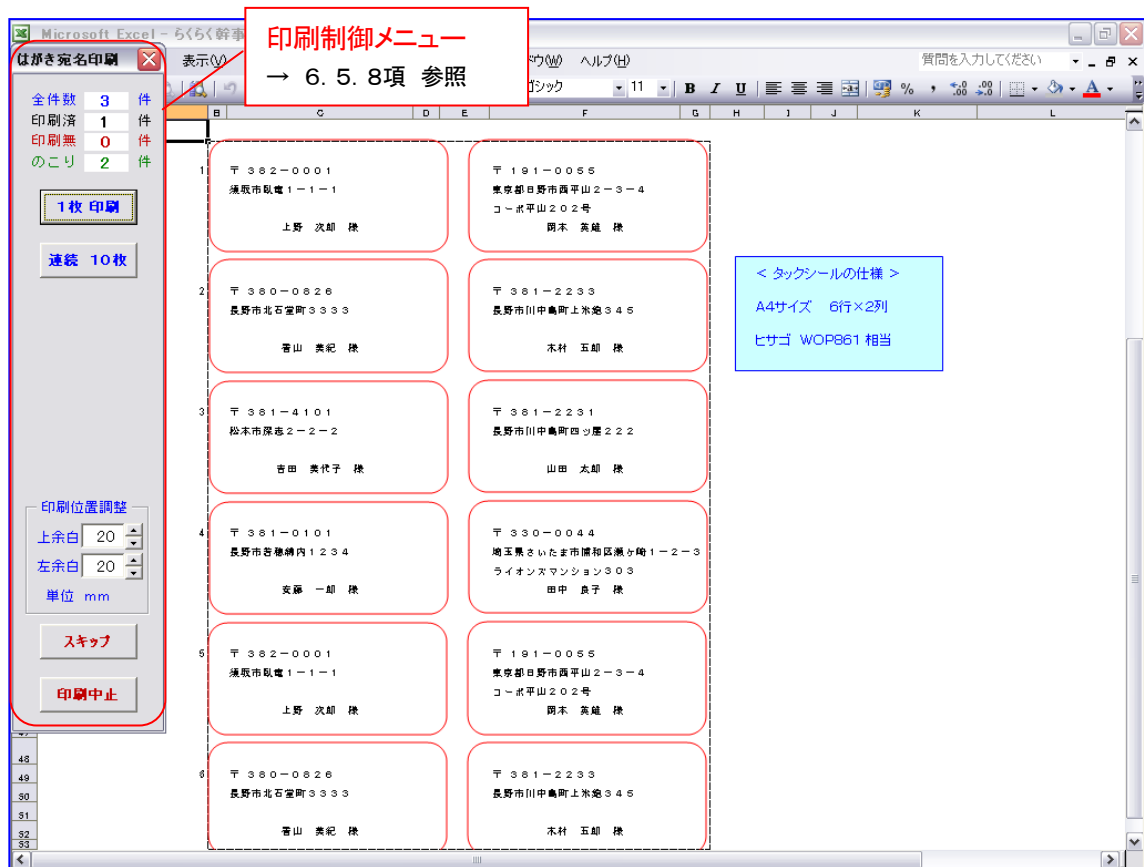 Microsoft Excel - らくらく幹事
印刷制御メニュー
→ 6.5.8項 参照
はがき宛名印刷
表示(V)
ウ(W) ヘルプ(H)
質問を入力してください
ゴシック 11 B I U % ,
全件数 3 件
印刷済 1 件
印刷無 0 件
のこり 2 件
1枚 印刷
連続 10枚
印刷位置調整
上余白 20
左余白 20
単位 mm
スキップ
印刷中止
B C D E F G H I J K L
1
〒382-0001
須坂市臥竜1-1-1
上野 次郎 様
〒191-0055
東京都日野市西平山2-3-4
コーポ平山202号
岡本 英雄 様
2
〒380-0826
長野市北石堂町3333
青山 美紀 様
〒381-2233
長野市川中島町上氷鉋345
木村 五郎 様
<タックシールの仕様>
A4サイズ 6行×2列
ヒサゴ WOP861 相当
3
〒381-4101
松本市深志2-2-2
吉田 美代子 様
〒381-2231
長野市川中島町四ッ屋222
山田 太郎 様
4
〒381-0101
長野市若穂綿内1234
安藤 一郎 様
〒330-0044
埼玉県さいたま市浦和区瀬ヶ崎1-2-3
ライオンズマンション303
田中 良子 様
5
〒382-0001
須坂市臥竜1-1-1
上野 次郎 様
〒191-0055
東京都日野市西平山2-3-4
コーポ平山202号
岡本 英雄 様
6
〒380-0826
長野市北石堂町3333
青山 美紀 様
〒381-2233
長野市川中島町上氷鉋345
木村 五郎 様
48
49
50
51
52
53